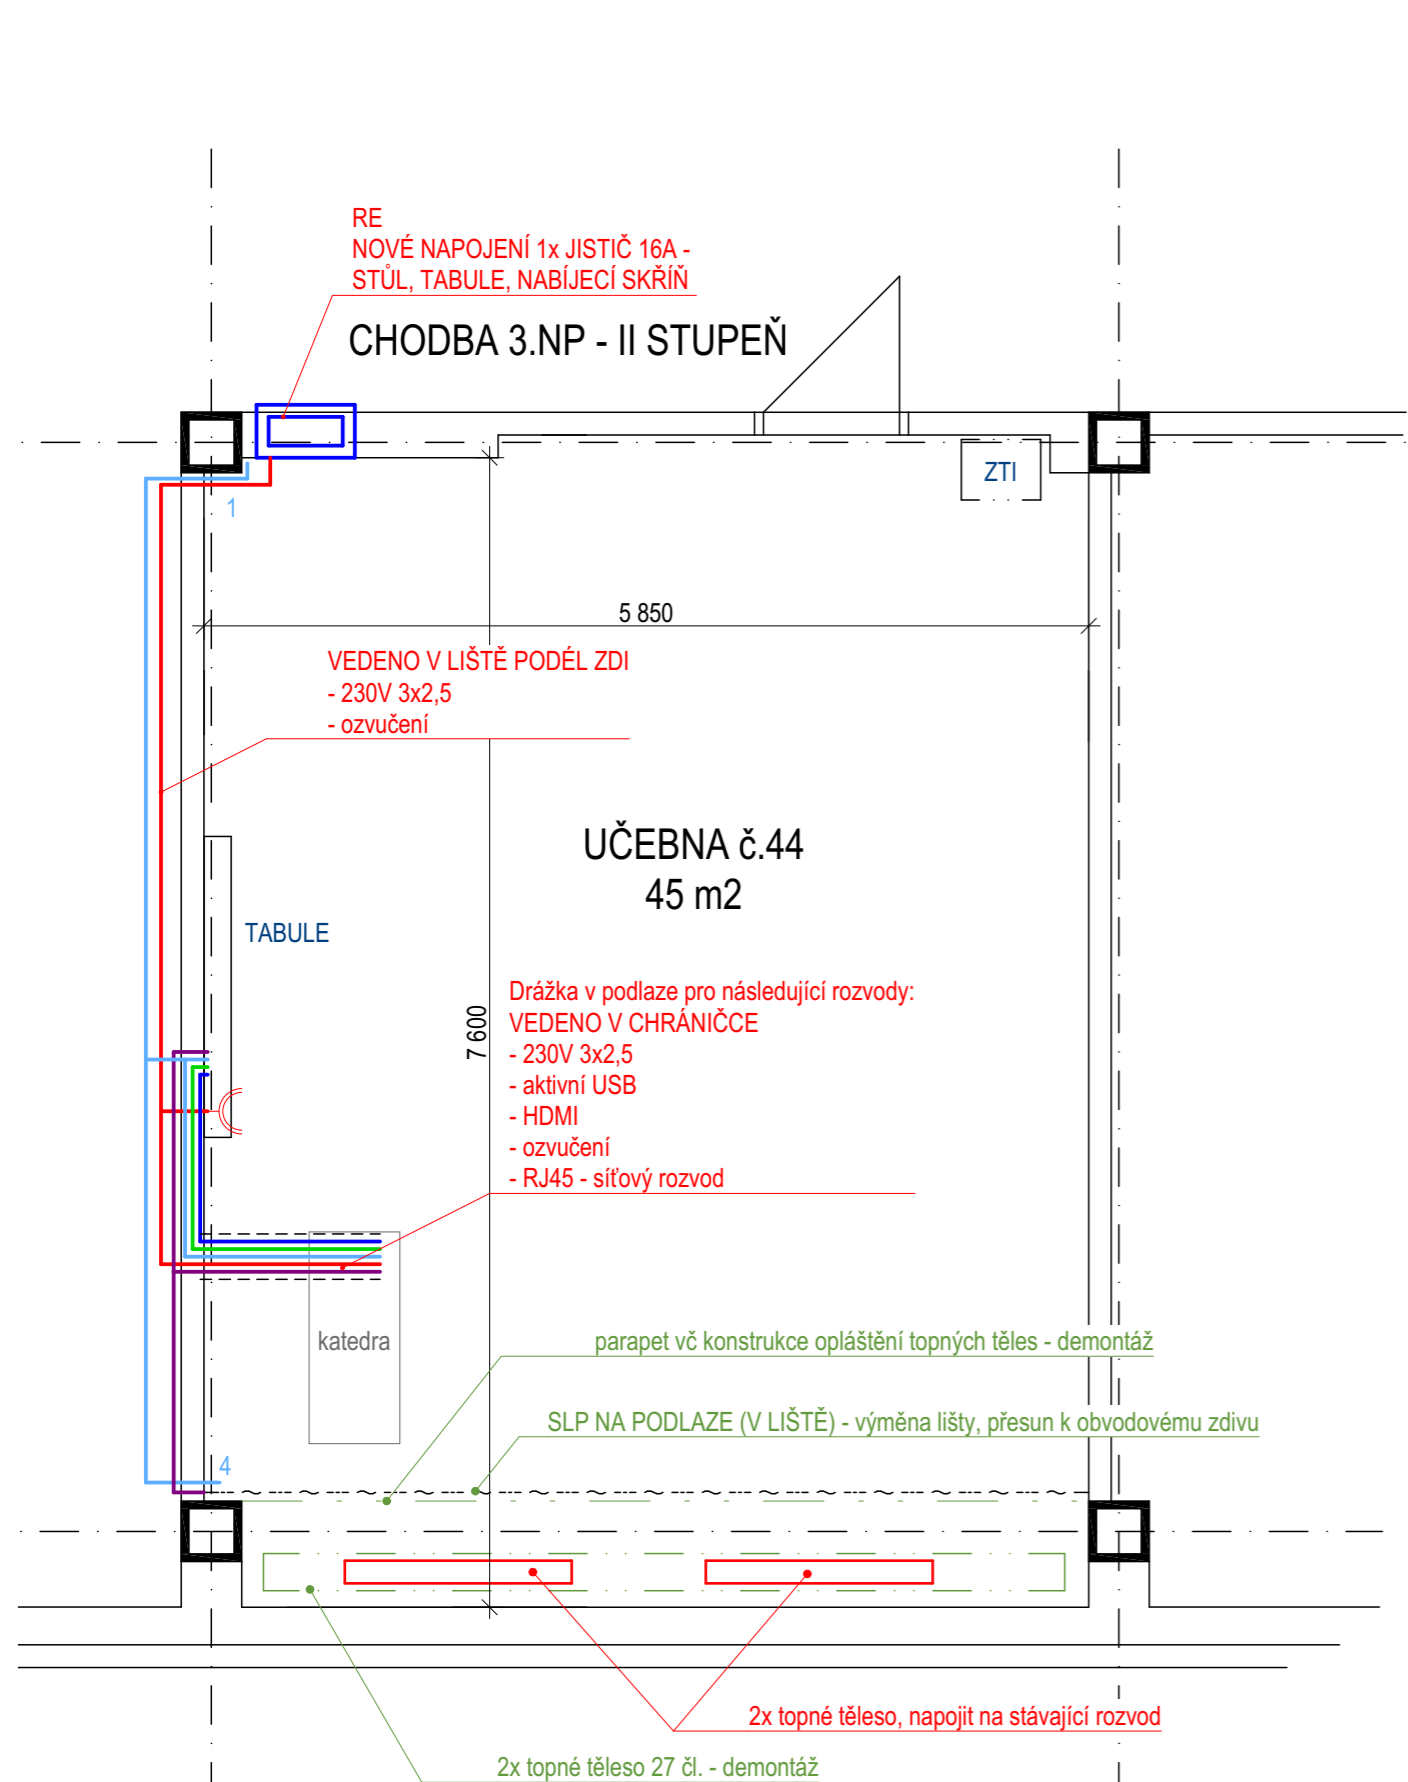 RE
NOVÉ NAPOJENÍ 1x JISTIČ 16A -
STŮL, TABULE, NABÍJECÍ SKŘÍŇ
CHODBA 3.NP - II STUPEŇ
ZTI
1
5 850
VEDENO V LIŠTĚ PODÉL ZDI
- 230V 3x2,5
- ozvučení
UČEBNA č.44
45 m2
TABULE
7 600
Drážka v podlaze pro následující rozvody:
VEDENO V CHRÁNIČCE
- 230V 3x2,5
- aktivní USB
- HDMI
- ozvučení
- RJ45 - síťový rozvod
katedra
parapet vč konstrukce opláštění topných těles - demontáž
SLP NA PODLAZE (V LIŠTĚ) - výměna lišty, přesun k obvodovému zdivu
4
2x topné těleso, napojit na stávající rozvod
2x topné těleso 27 čl. - demontáž